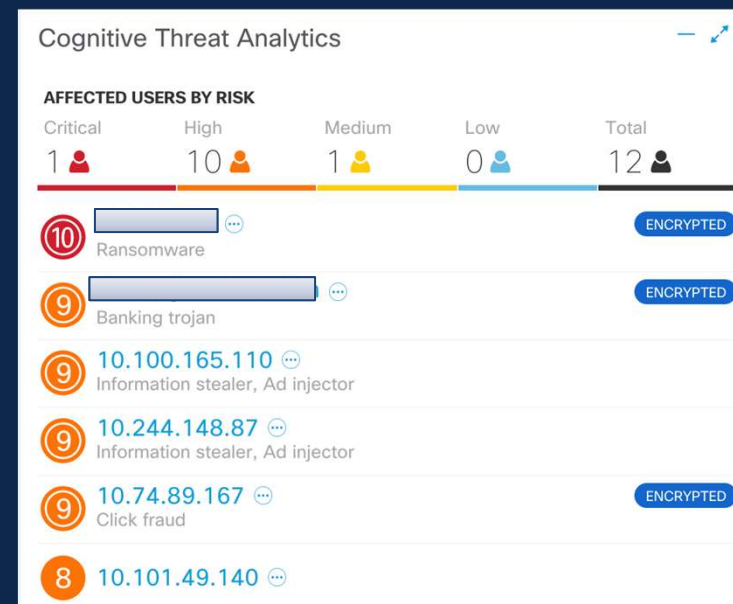 Cognitive Threat Analytics
AFFECTED USERS BY RISK
Critical High Medium Low Total
1 10 1 0 12
10
Ransomware
ENCRYPTED
9
Banking trojan
ENCRYPTED
9 10.100.165.110
Information stealer, Ad injector
9 10.244.148.87
Information stealer, Ad injector
9 10.74.89.167 ENCRYPTED
Click fraud
8 10.101.49.140